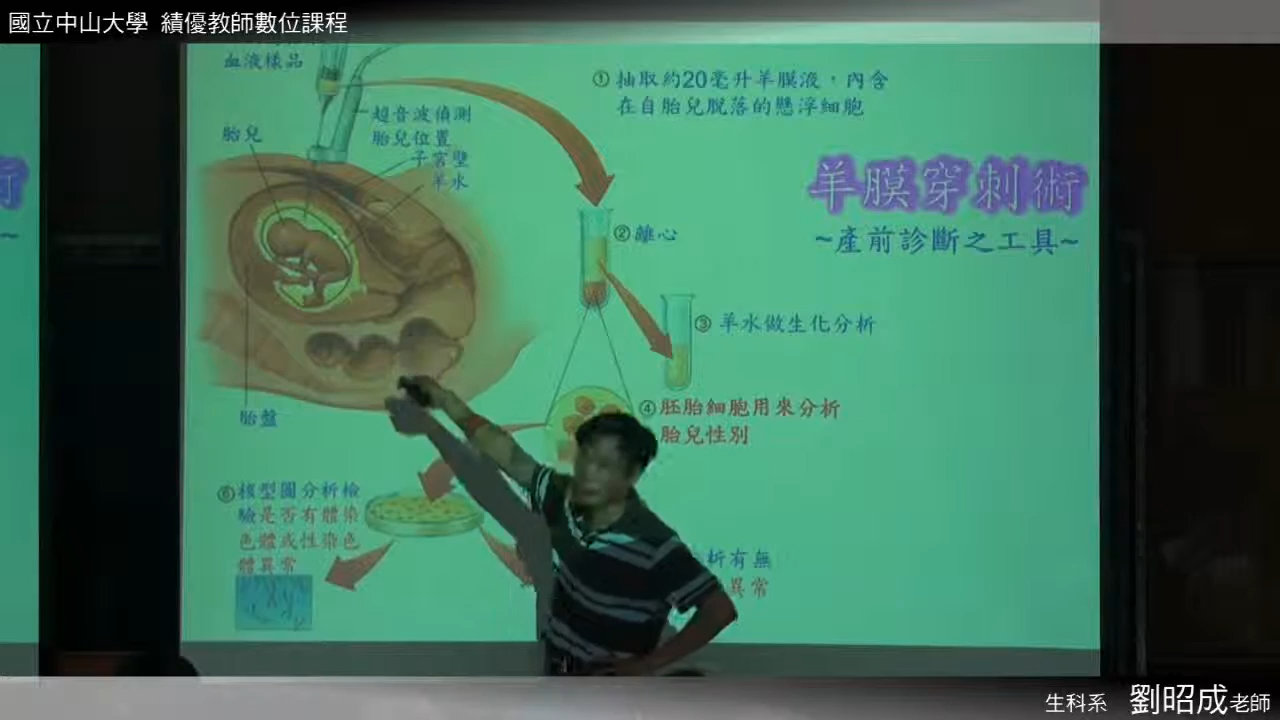 國立中山大學 績優教師數位課程
血液樣品
超音波偵測
胎兒位置
胎兒
子宮壁
羊水
胎盤
① 抽取約20毫升羊膜液，內含
在自胎兒脫落的懸浮細胞
羊膜穿刺術
~產前診斷之工具~
② 離心
③ 羊水做生化分析
④ 胚胎細胞用來分析
胎兒性別
⑥ 核型圖分析檢
驗是否有體染
色體或性染色
體異常
析有無
異常
術
~
生科系 劉昭成老師